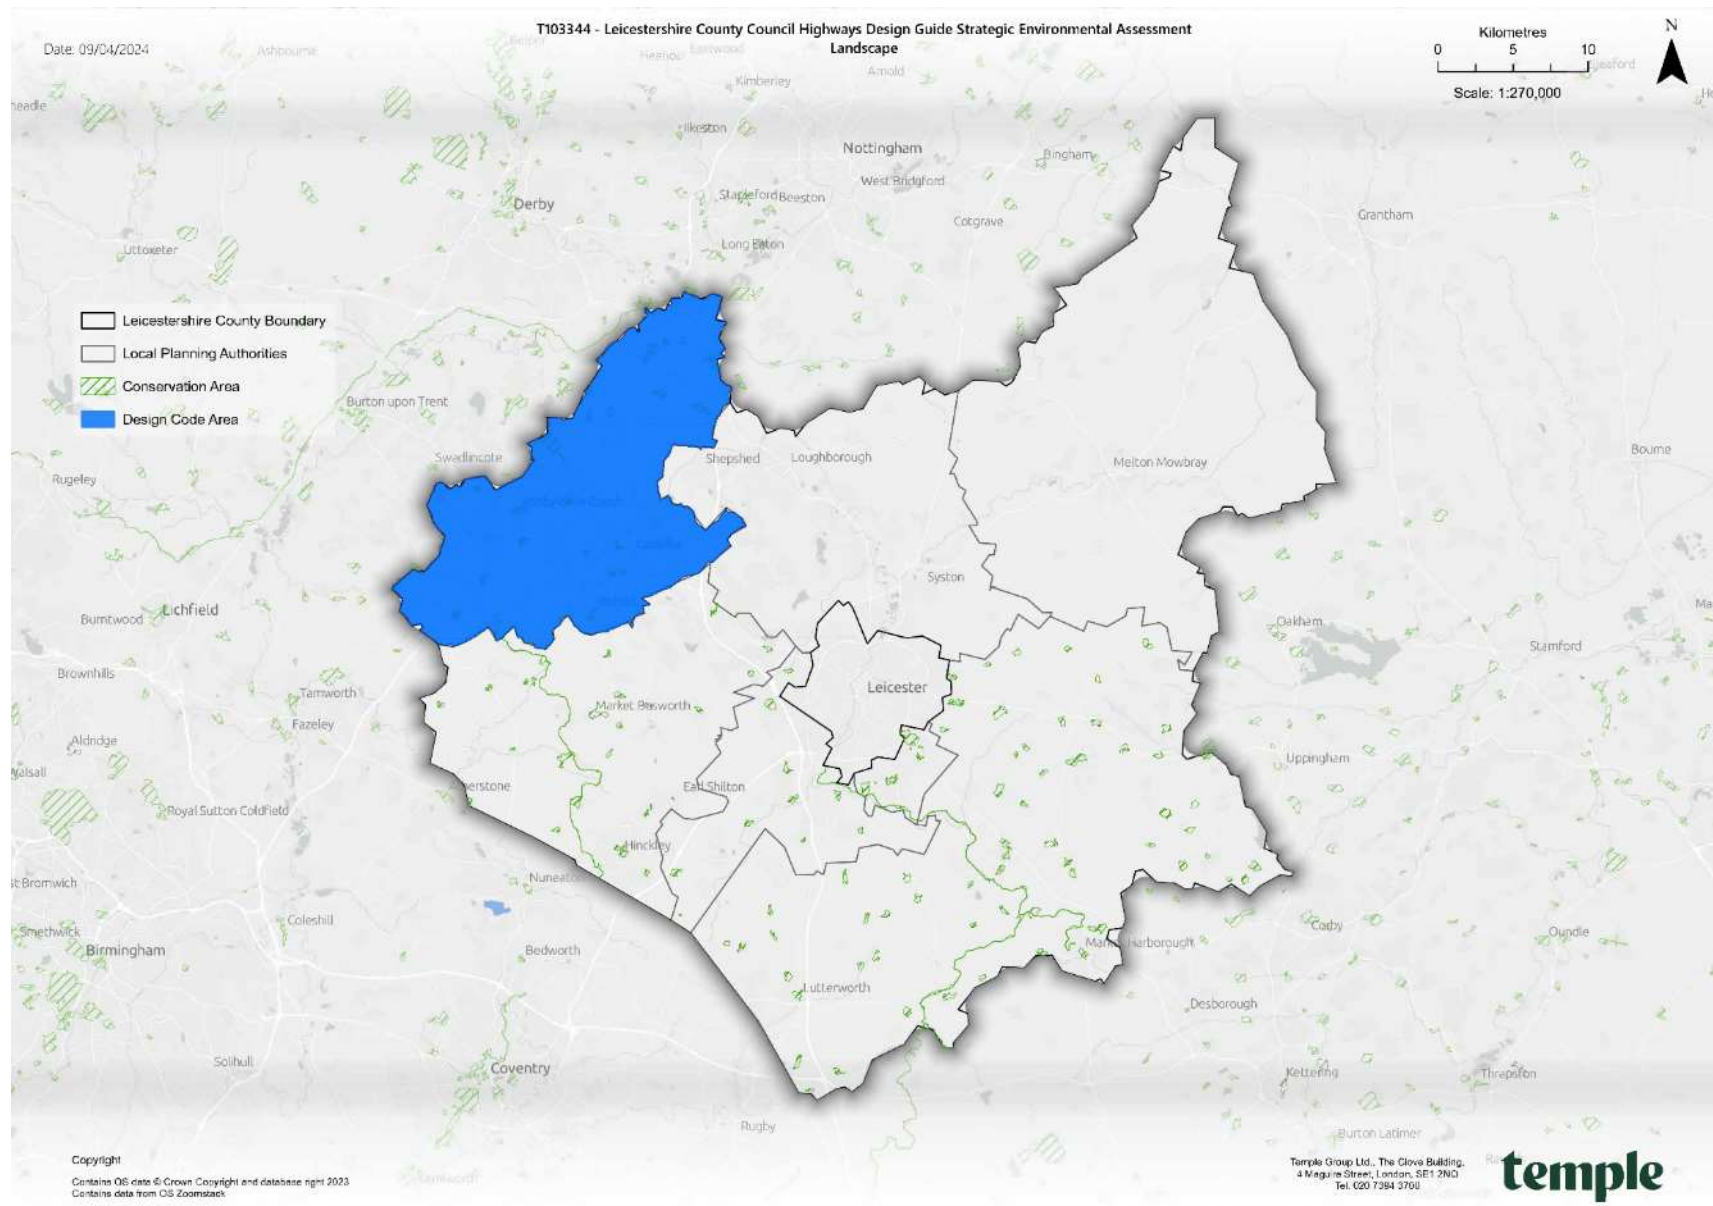 T103344 - Leicestershire County Council Highways Design Guide Strategic Environmental Assessment
Landscape
Date: 09/04/2024
Kilometres
0 5 10
Scale: 1:270,000
N
Ashbourne
Eastwood
Kimberley
Arnold
Ilkeston
Nottingham
Bingham
West Bridgford
Stapleford
Beeston
Derby
Grantham
Cotgrave
Uttoxeter
Long Eaton
Leicestershire County Boundary
Local Planning Authorities
Conservation Area
Design Code Area
Burton upon Trent
Swadlincote
Shepshed
Loughborough
Melton Mowbray
Bourne
Rugeley
Syston
Lichfield
Burntwood
Oakham
Stamford
Brownhills
Tamworth
Leicester
Market Bosworth
Fazeley
Aldridge
Uppingham
Earl Shilton
Royal Sutton Coldfield
Hinckley
Nuneaton
Coleshill
Smethwick
Birmingham
Bedworth
Market Harborough
Corby
Oundle
Lutterworth
Desborough
Solihull
Coventry
Kettering
Thrapston
Rugby
Burton Latimer
Copyright
Contains OS data © Crown Copyright and database right 2023
Contains data from OS Zoomstack
Temple Group Ltd., The Clove Building,
4 Maguire Street, London, SE1 2NQ
Tel. 020 7394 3700
temple